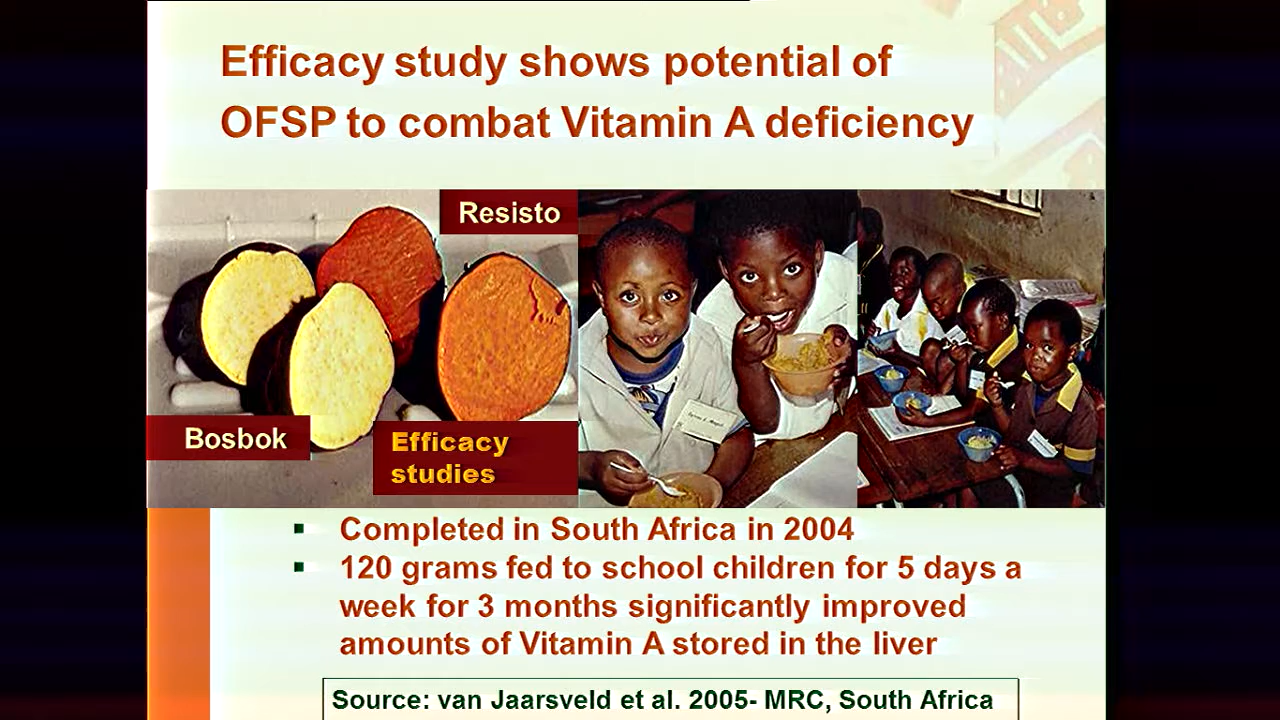 Efficacy study shows potential of
OFSP to combat Vitamin A deficiency
Resisto
Bosbok
Efficacy
studies
▪ Completed in South Africa in 2004
▪ 120 grams fed to school children for 5 days a
week for 3 months significantly improved
amounts of Vitamin A stored in the liver
Source: van Jaarsveld et al. 2005- MRC, South Africa